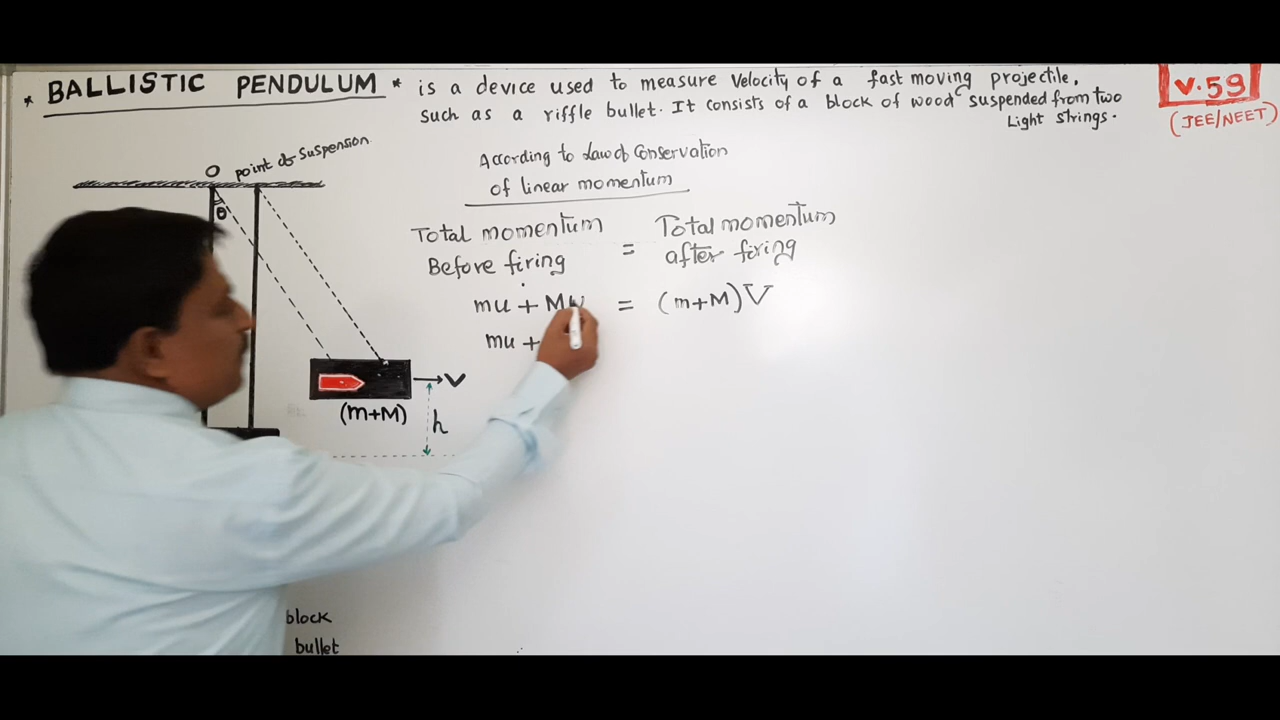 * BALLISTIC PENDULUM * is a device used to measure velocity of a fast moving projectile,
such as a riffle bullet. It consists of a block of wood suspended from two
Light strings.
V.59
(JEE/NEET)
O point of suspension
θ
According to Law of Conservation
of linear momentum
Total momentum Before firing = Total momentum after firing
mu + Mu = (m+M)V
mu +
V
(m+M)
h
block
bullet